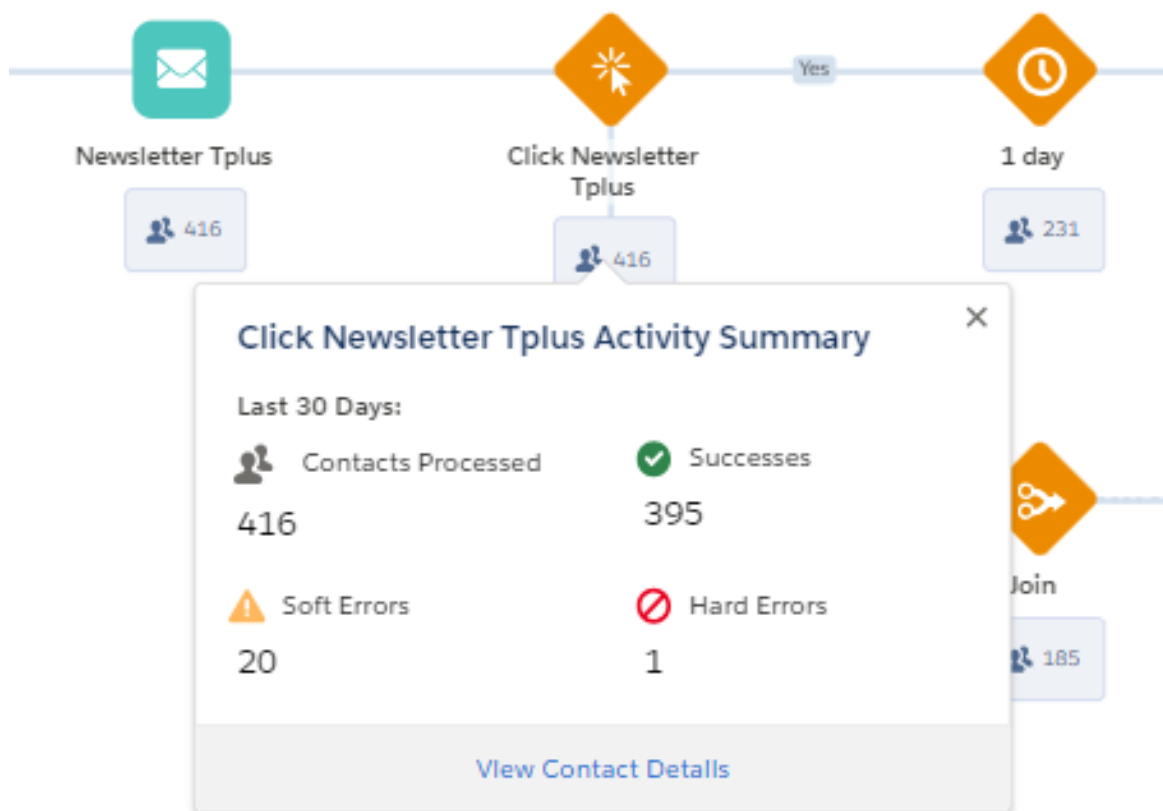 Yes
Newsletter Tplus
Click Newsletter
Tplus
1 day
416
416
231
Click Newsletter Tplus Activity Summary
Last 30 Days:
Contacts Processed
Successes
416
395
Soft Errors
Hard Errors
20
1
View Contact Details
Join
185